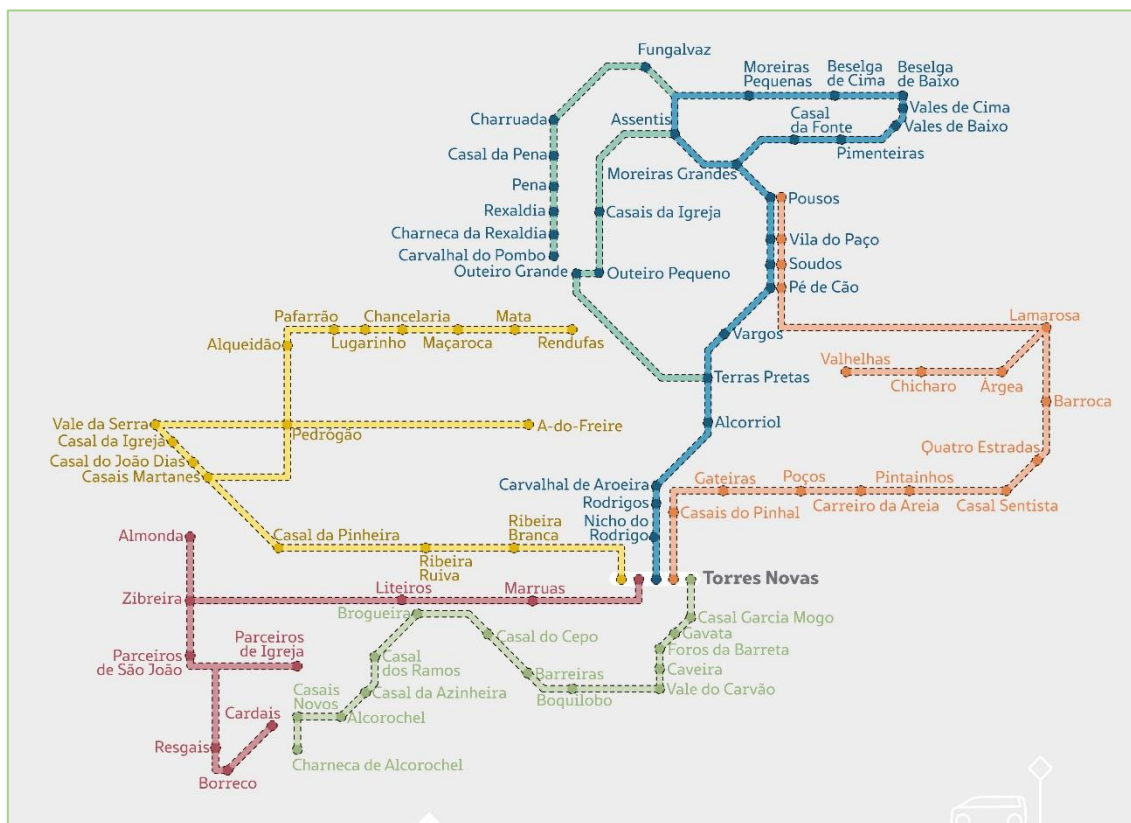 Fungalvaz
Moreiras
Pequenas
Beselga
de Cima
Beselga
de Baixo
Vales de Cima
Vales de Baixo
Casal
da Fonte
Pimenteiras
Charruada
Assentis
Casal da Pena
Moreiras Grandes
Pena
Pousos
Rexaldia
Casais da Igreja
Charneca da Rexaldia
Vila do Paço
Carvalhal do Pombo
Soudos
Outeiro Grande
Outeiro Pequeno
Pé de Cão
Pafarrão
Chancelaria
Mata
Lamarosa
Alqueidão
Lugarinho
Maçaroca
Rendufas
Vargos
Valhelhas
Chicharo
Árgea
Terras Pretas
Barroca
Vale da Serra
Pedrógão
A-do-Freire
Alcorriol
Casal da Igreja
Casal do João Dias
Casais Martanes
Quatro Estradas
Carvalhal de Aroeira
Rodrigos
Nicho do
Rodrigo
Gateiras
Poços
Pintainhos
Casais do Pinhal
Carreiro da Areia
Casal Sentista
Almonda
Casal da Pinheira
Ribeira
Branca
Ribeira
Ruiva
Torres Novas
Zibreira
Liteiros
Marruas
Brogueira
Casal Garcia Mogo
Gavata
Casal do Cepo
Foros da Barreta
Parceiros
de Igreja
Parceiros
de São João
Casal
dos Ramos
Caveira
Barreiras
Boquilobo
Vale do Carvão
Casais
Novos
Casal da Azinheira
Cardais
Alcorochel
Resgais
Charneca de Alcorochel
Borreco